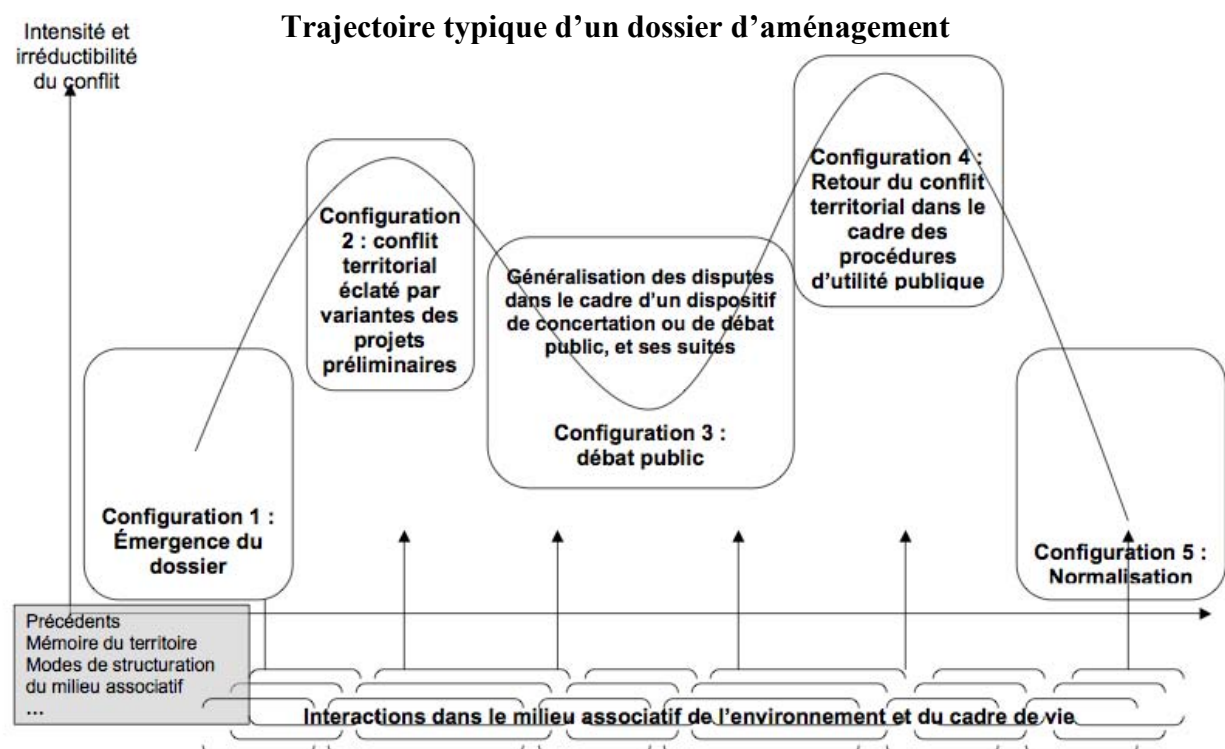 Trajectoire typique d’un dossier d’aménagement
Intensité et
irréductibilité
du conflit
Configuration 1 :
Émergence du
dossier
Configuration
2 : conflit
territorial
éclaté par
variantes des
projets
préliminaires
Généralisation des disputes
dans le cadre d’un dispositif
de concertation ou de débat
public, et ses suites
Configuration 3 :
débat public
Configuration 4 :
Retour du conflit
territorial dans le
cadre des
procédures
d’utilité publique
Configuration 5 :
Normalisation
Précédents
Mémoire du territoire
Modes de structuration
du milieu associatif
...
Interactions dans le milieu associatif de l’environnement et du cadre de vie